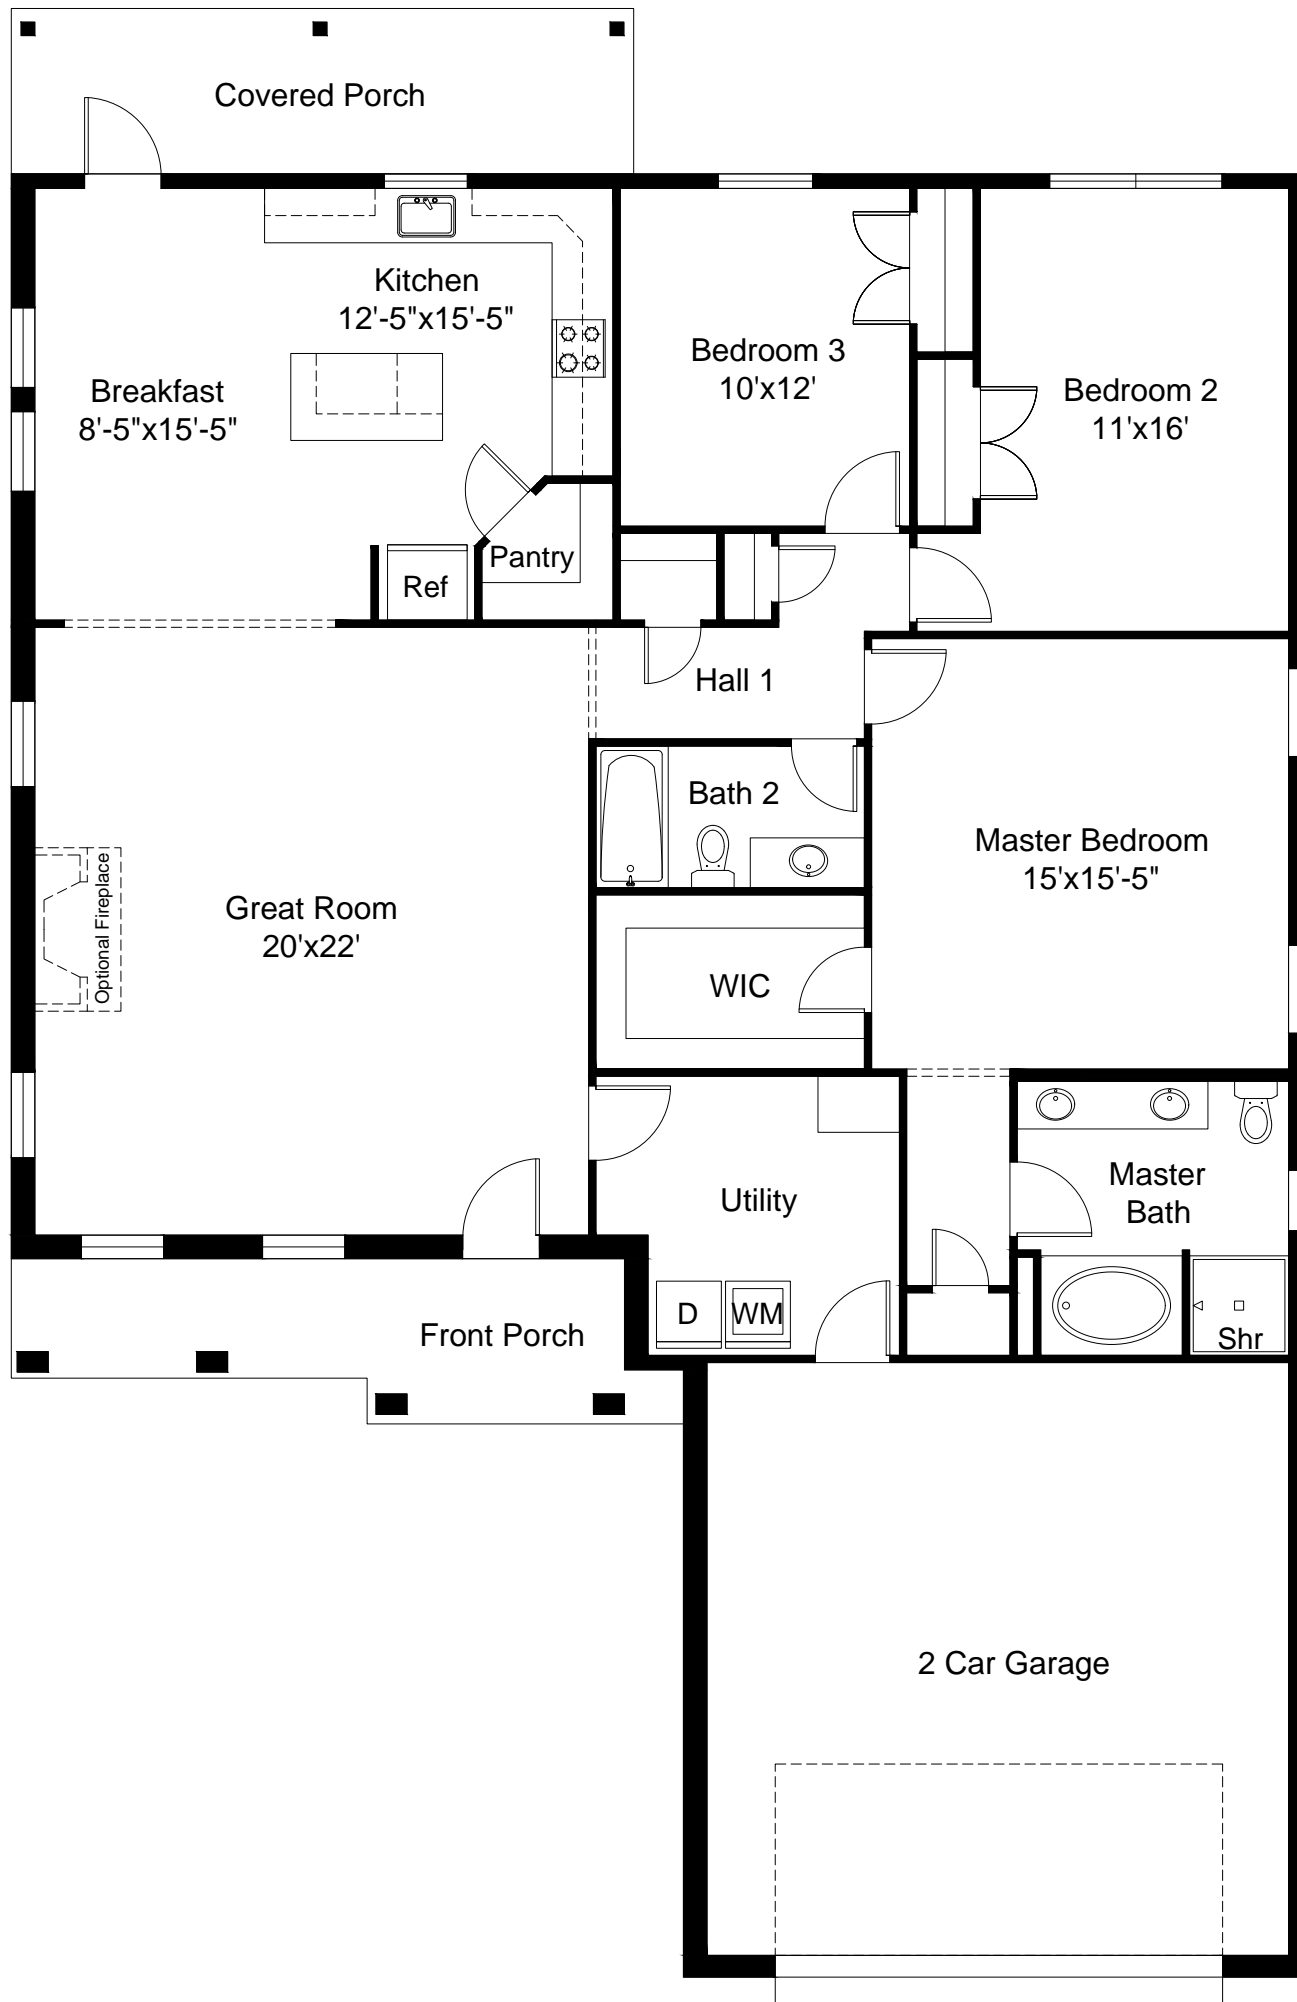 Covered Porch
Kitchen
12'-5"x15'-5"
Breakfast
8'-5"x15'-5"
Bedroom 3
10'x12'
Bedroom 2
11'x16'
Pantry
Ref
Hall 1
Bath 2
Master Bedroom
15'x15'-5"
Great Room
20'x22'
Optional Fireplace
WIC
Utility
Master
Bath
D
WM
Shr
Front Porch
2 Car Garage